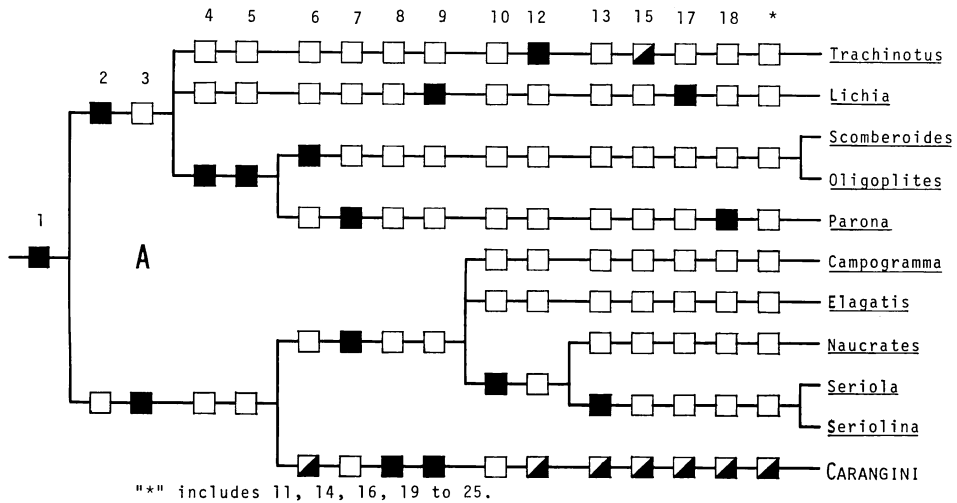 4 5 6 7 8 9 10 12 13 15 17 18 *
Trachinotus
2 3
Lichia
Scomberoides
Oligoplites
Parona
1
A
Campogramma
Elagatis
Naucrates
Seriola
Seriolina
CARANGINI
"*" includes 11, 14, 16, 19 to 25.